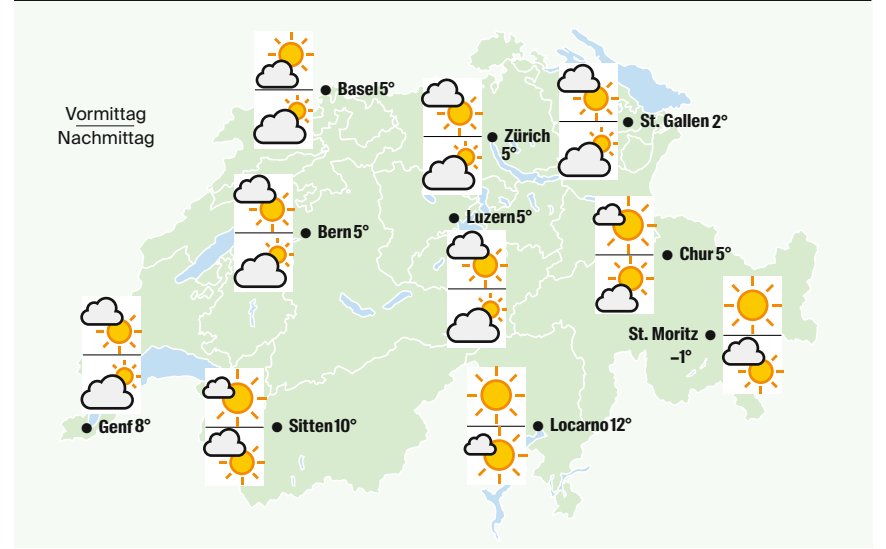 Vormittag
Nachmittag
Basel 5°
Zürich
5°
St. Gallen 2°
Bern 5°
Luzern 5°
Chur 5°
St. Moritz
–1°
Genf 8°
Sitten 10°
Locarno 12°